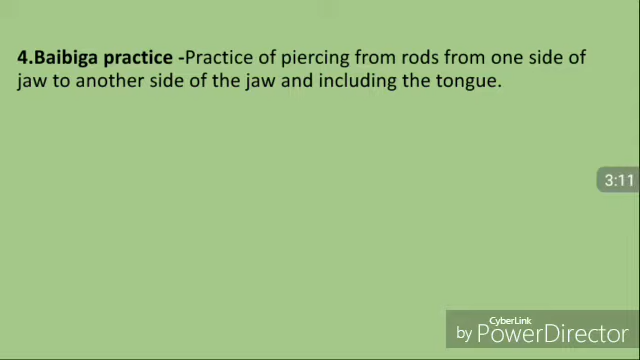 4.Baibiga practice -Practice of piercing from rods from one side of
jaw to another side of the jaw and including the tongue.
3:11
CyberLink
by PowerDirector